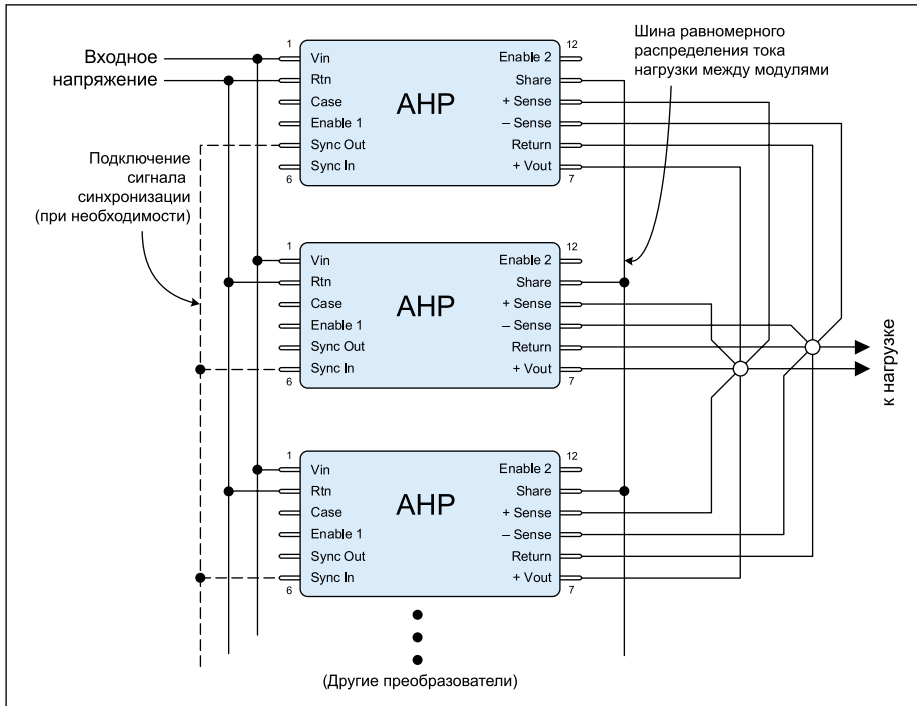 Входное
напряжение
Шина равномерного
распределения тока
нагрузки между модулями
Подключение
сигнала
синхронизации
(при необходимости)
1
12
Vin
Enable 2
Rtn
Share
Case
AHP
+ Sense
Enable 1
– Sense
Sync Out
Return
Sync In
+ Vout
6
7
1
12
Vin
Enable 2
Rtn
Share
Case
AHP
+ Sense
Enable 1
– Sense
Sync Out
Return
Sync In
+ Vout
6
7
к нагрузке
1
12
Vin
Enable 2
Rtn
Share
Case
AHP
+ Sense
Enable 1
– Sense
Sync Out
Return
Sync In
+ Vout
6
7
(Другие преобразователи)